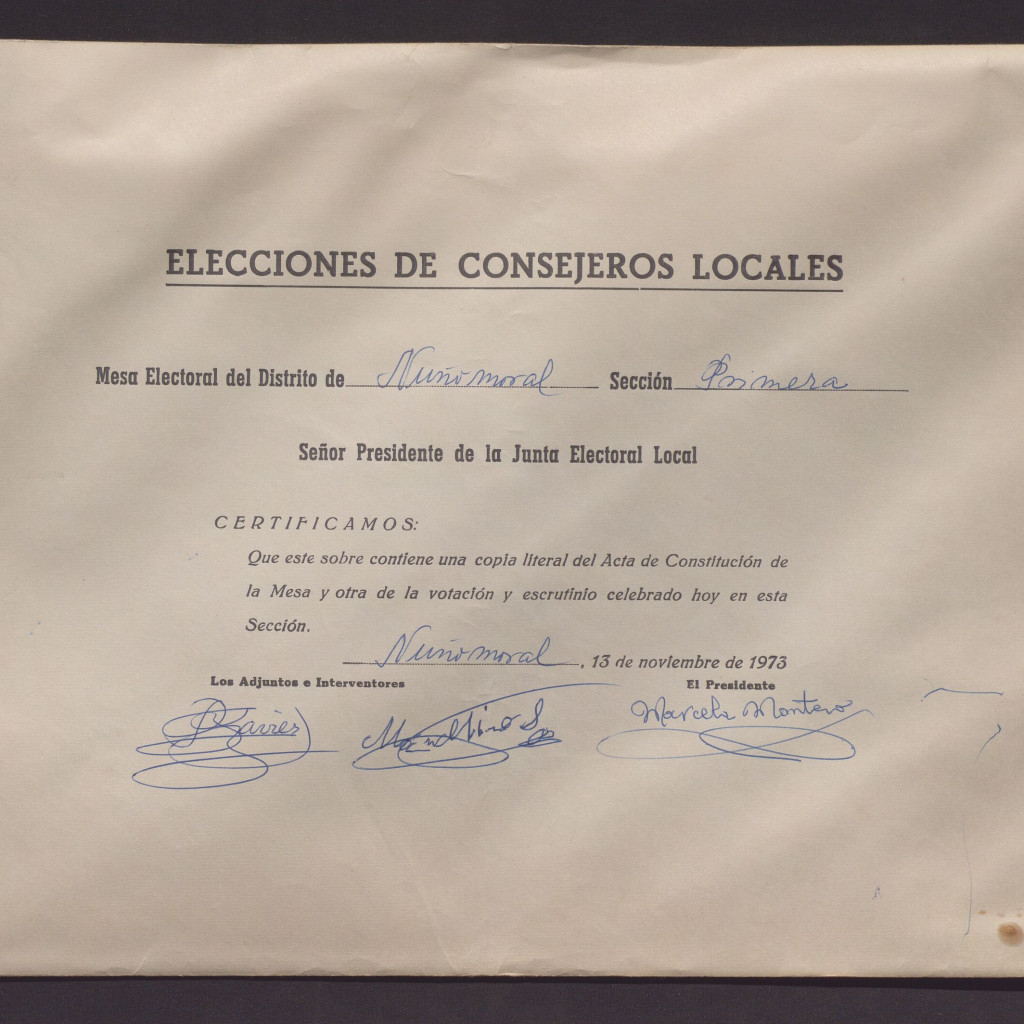 ELECCIONES DE CONSEJEROS LOCALES
Mesa Electoral del Distrito de Nuñomoral Sección Primera
Señor Presidente de la Junta Electoral Local
CERTIFICAMOS:
Que este sobre contiene una copia literal del Acta de Constitución de
la Mesa y otra de la votación y escrutinio celebrado hoy en esta
Sección.
Nuñomoral, 13 de noviembre de 1973
Los Adjuntos e Interventores El Presidente
Marcelo Montero